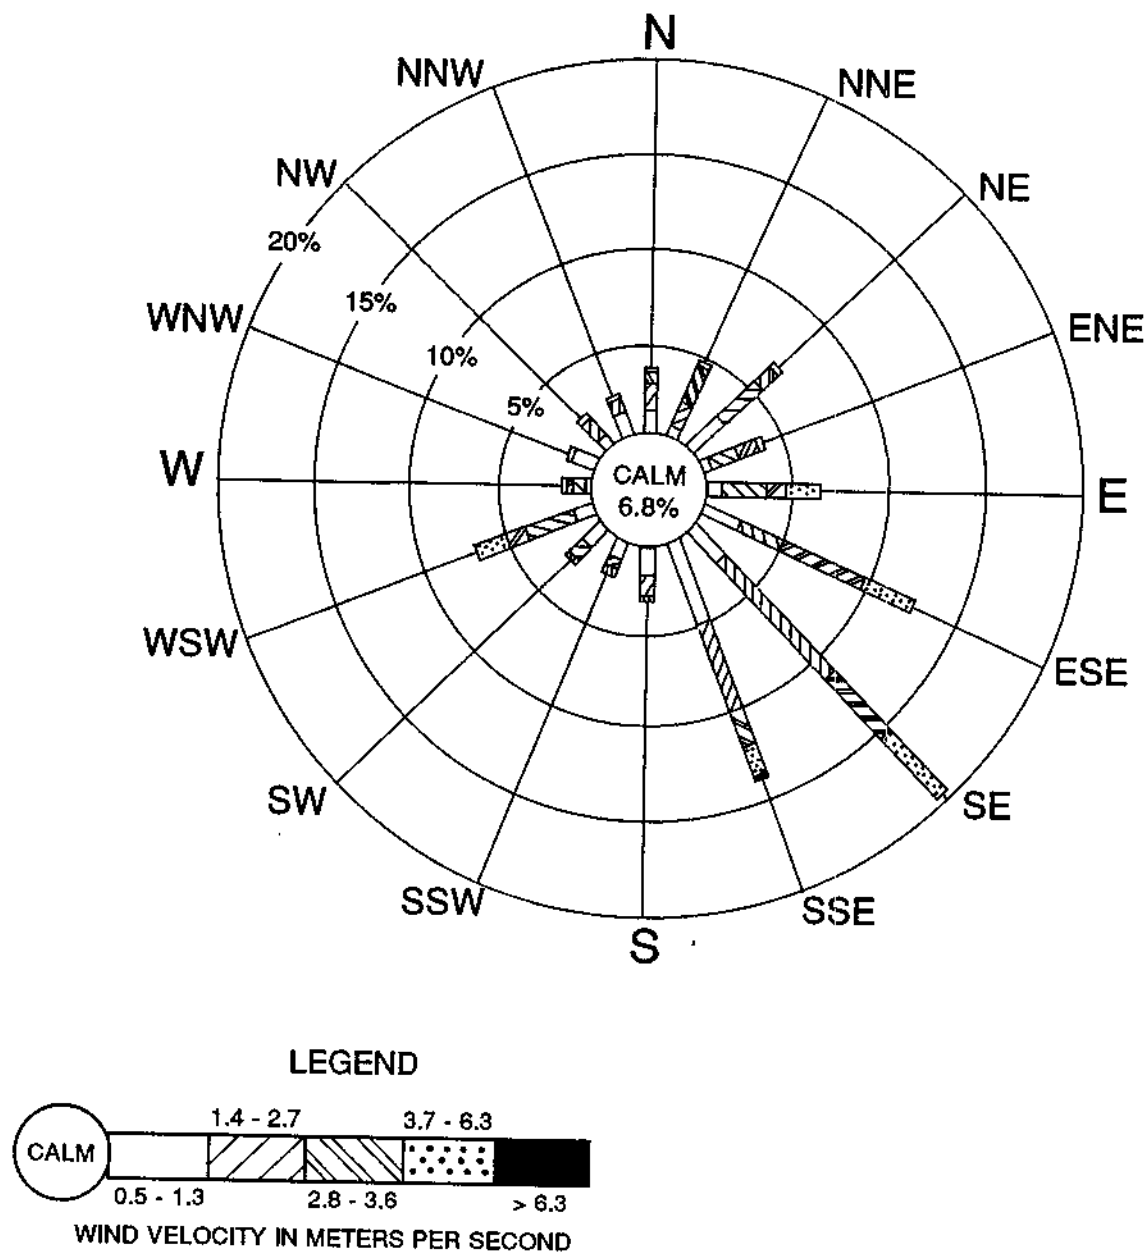 N
NNW
NNE
NW
NE
20%
15%
WNW
ENE
10%
5%
W
CALM
6.8%
E
WSW
ESE
SW
SE
SSW
SSE
S
LEGEND
1.4 - 2.7
3.7 - 6.3
CALM
0.5 - 1.3
2.8 - 3.6
> 6.3
WIND VELOCITY IN METERS PER SECOND